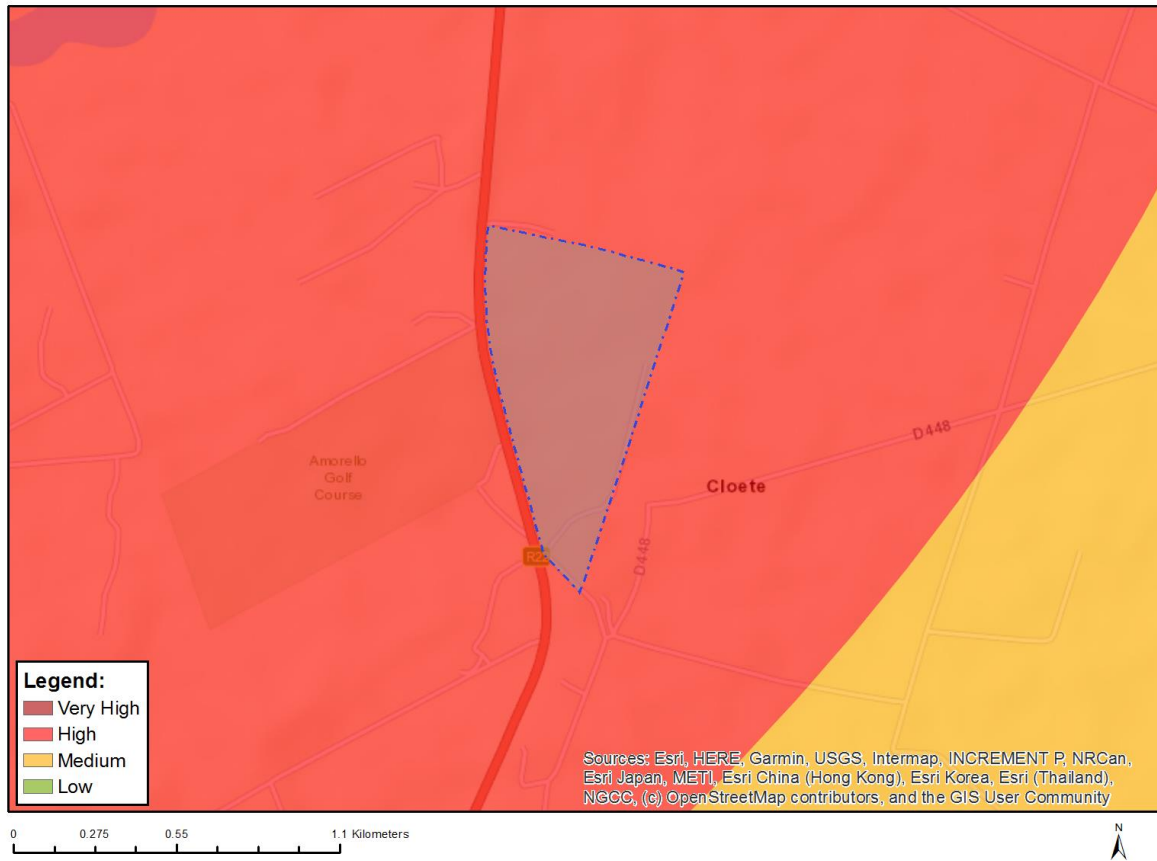 Amorello
Golf
Course
D448
Cloete
D448
Legend:
Very High
High
Medium
Low
Sources: Esri, HERE, Garmin, USGS, Intermap, INCREMENT P, NRCan,
Esri Japan, METI, Esri China (Hong Kong), Esri Korea, Esri (Thailand),
NGCC, (c) OpenStreetMap contributors, and the GIS User Community
0 0.275 0.55 1.1 Kilometers
N